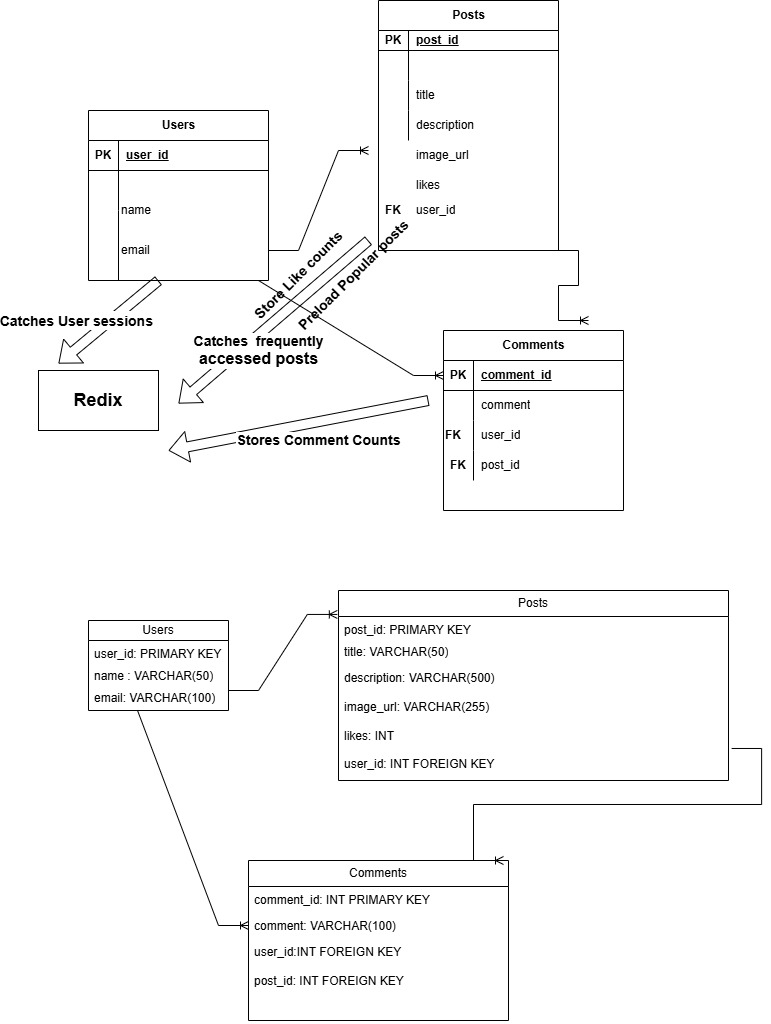 Posts
PK post_id
title
description
image_url
likes
FK user_id
Users
PK user_id
name
email
Store Like counts
Preload Popular posts
Catches User sessions
Catches frequently
accessed posts
Redix
Stores Comment Counts
Comments
PK comment_id
comment
FK user_id
FK post_id
Users
user_id: PRIMARY KEY
name : VARCHAR(50)
email: VARCHAR(100)
Posts
post_id: PRIMARY KEY
title: VARCHAR(50)
description: VARCHAR(500)
image_url: VARCHAR(255)
likes: INT
user_id: INT FOREIGN KEY
Comments
comment_id: INT PRIMARY KEY
comment: VARCHAR(100)
user_id:INT FOREIGN KEY
post_id: INT FOREIGN KEY